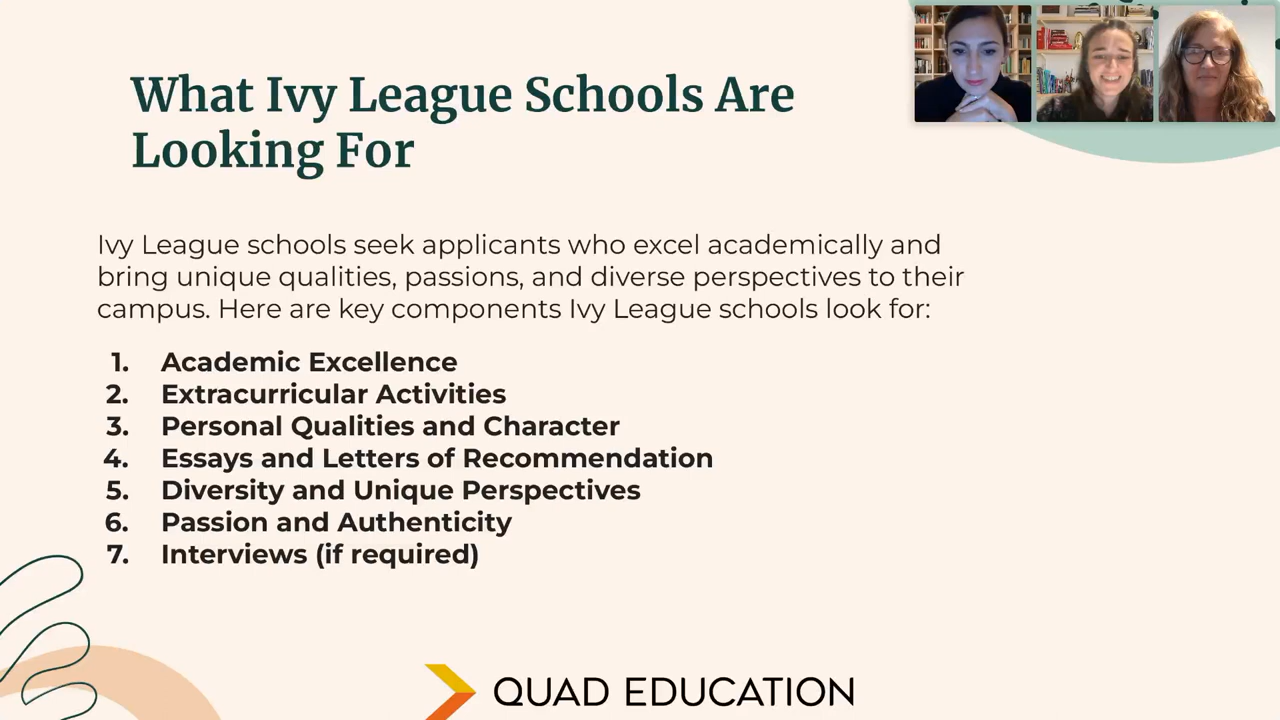 What Ivy League Schools Are
Looking For
Ivy League schools seek applicants who excel academically and
bring unique qualities, passions, and diverse perspectives to their
campus. Here are key components Ivy League schools look for:
1. Academic Excellence
2. Extracurricular Activities
3. Personal Qualities and Character
4. Essays and Letters of Recommendation
5. Diversity and Unique Perspectives
6. Passion and Authenticity
7. Interviews (if required)
QUAD EDUCATION